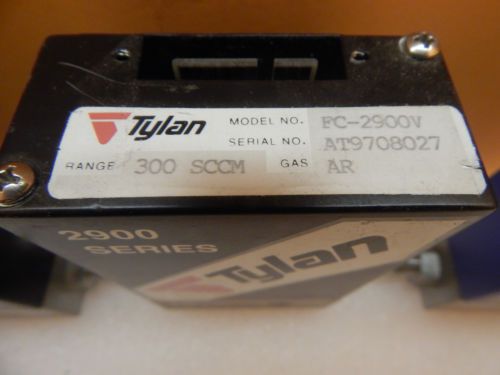 Tylan MODEL NO. FC-2900V
SERIAL NO. AT9708027
RANGE 300 SCCM GAS AR
2900
SERIES
Tylan